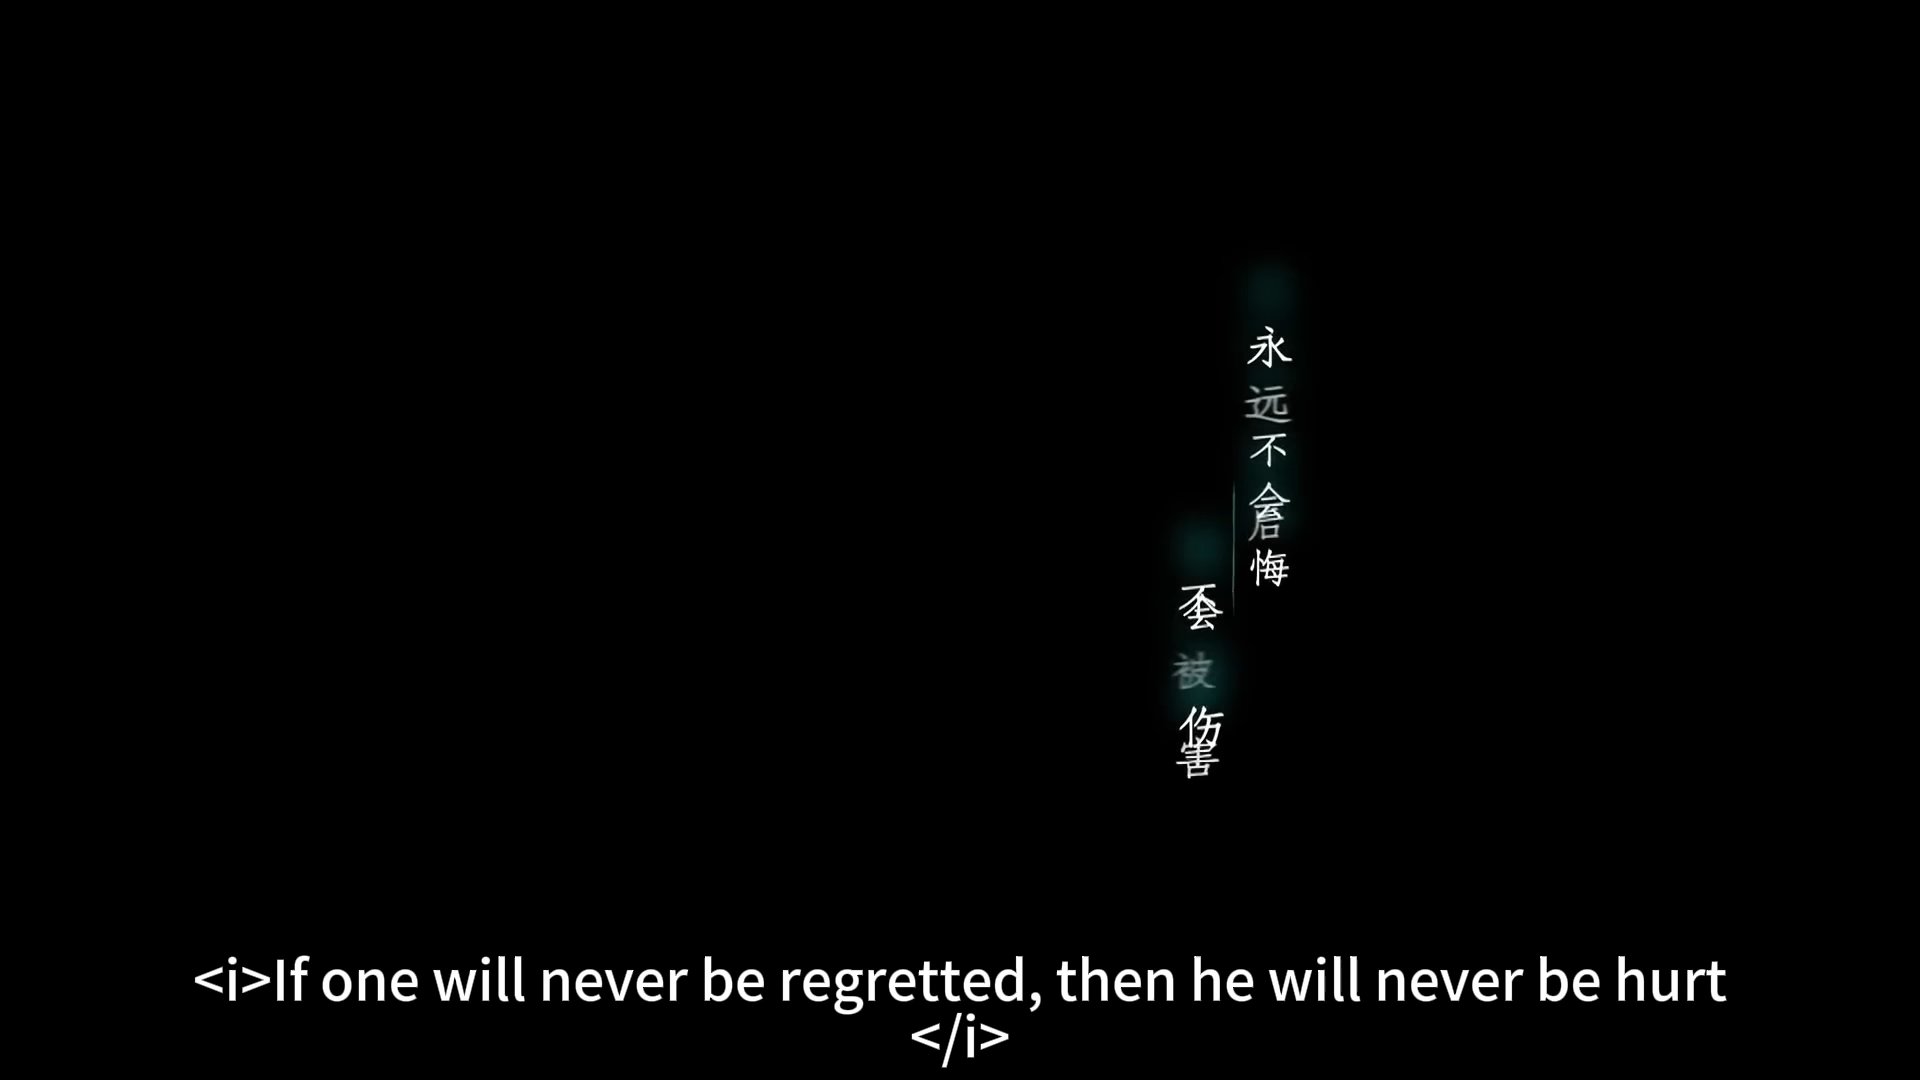 永远不会后悔
不会被伤害
<i>If one will never be regretted, then he will never be hurt
</i>